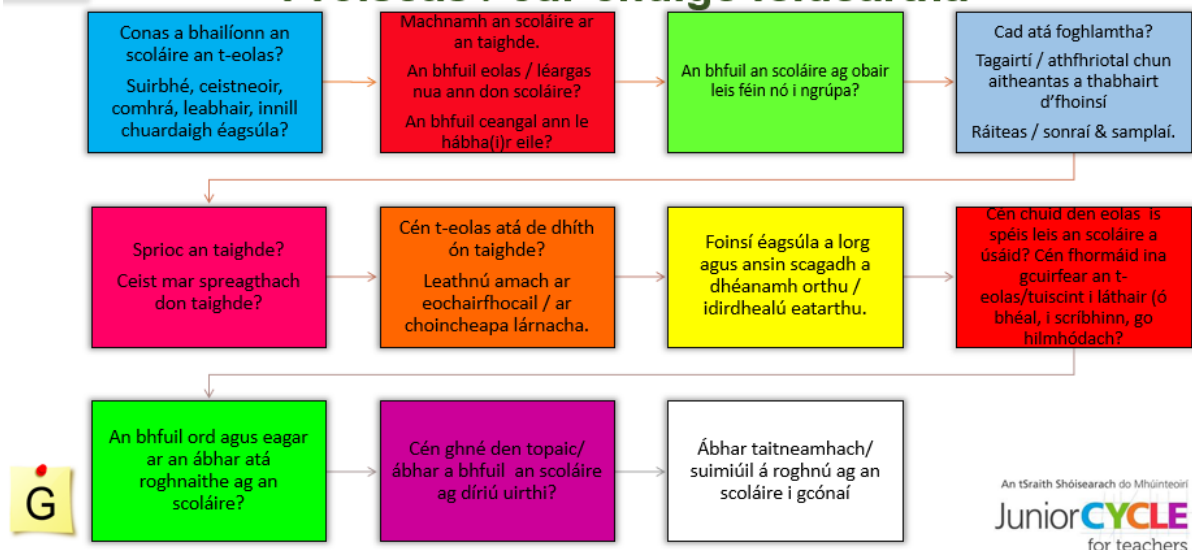 Conas a bhailíonn an
scoláire an t-eolas?
Suirbhé, ceistneoir,
comhrá, leabhair, innill
chuardaigh éagsúla?
Machnamh an scoláire ar
an taighde.
An bhfuil eolas / léargas
nua ann don scoláire?
An bhfuil ceangal ann le
hábha(i)r eile?
An bhfuil an scoláire ag obair
leis féin nó i ngrúpa?
Cad atá foghlamtha?
Tagairtí / athfhriotal chun
aitheantas a thabhairt
d'fhoinsí
Ráiteas / sonraí & samplaí.
Sprioc an taighde?
Ceist mar spreagthach
don taighde?
Cén t-eolas atá de dhíth
ón taighde?
Leathnú amach ar
eochairfhocail / ar
choincheapa lárnacha.
Foinsí éagsúla a lorg
agus ansin scagadh a
dhéanamh orthu /
idirdhealú eatarthu.
Cén chuid den eolas is
spéis leis an scoláire a
úsáid? Cén fhormáid ina
gcuirfear an t-
eolas/tuiscint i láthair (ó
bhéal, i scríbhinn, go
hilmhódach?
An bhfuil ord agus eagar
ar an ábhar atá
roghnaithe ag an
scoláire?
Cén ghné den topaic/
ábhar a bhfuil an scoláire
ag díriú uirthi?
Ábhar taitneamhach/
suimiúil á roghnú ag an
scoláire i gcónaí
G
An tSraith Shóisearach do Mhúinteoirí
JuniorCYCLE
for teachers